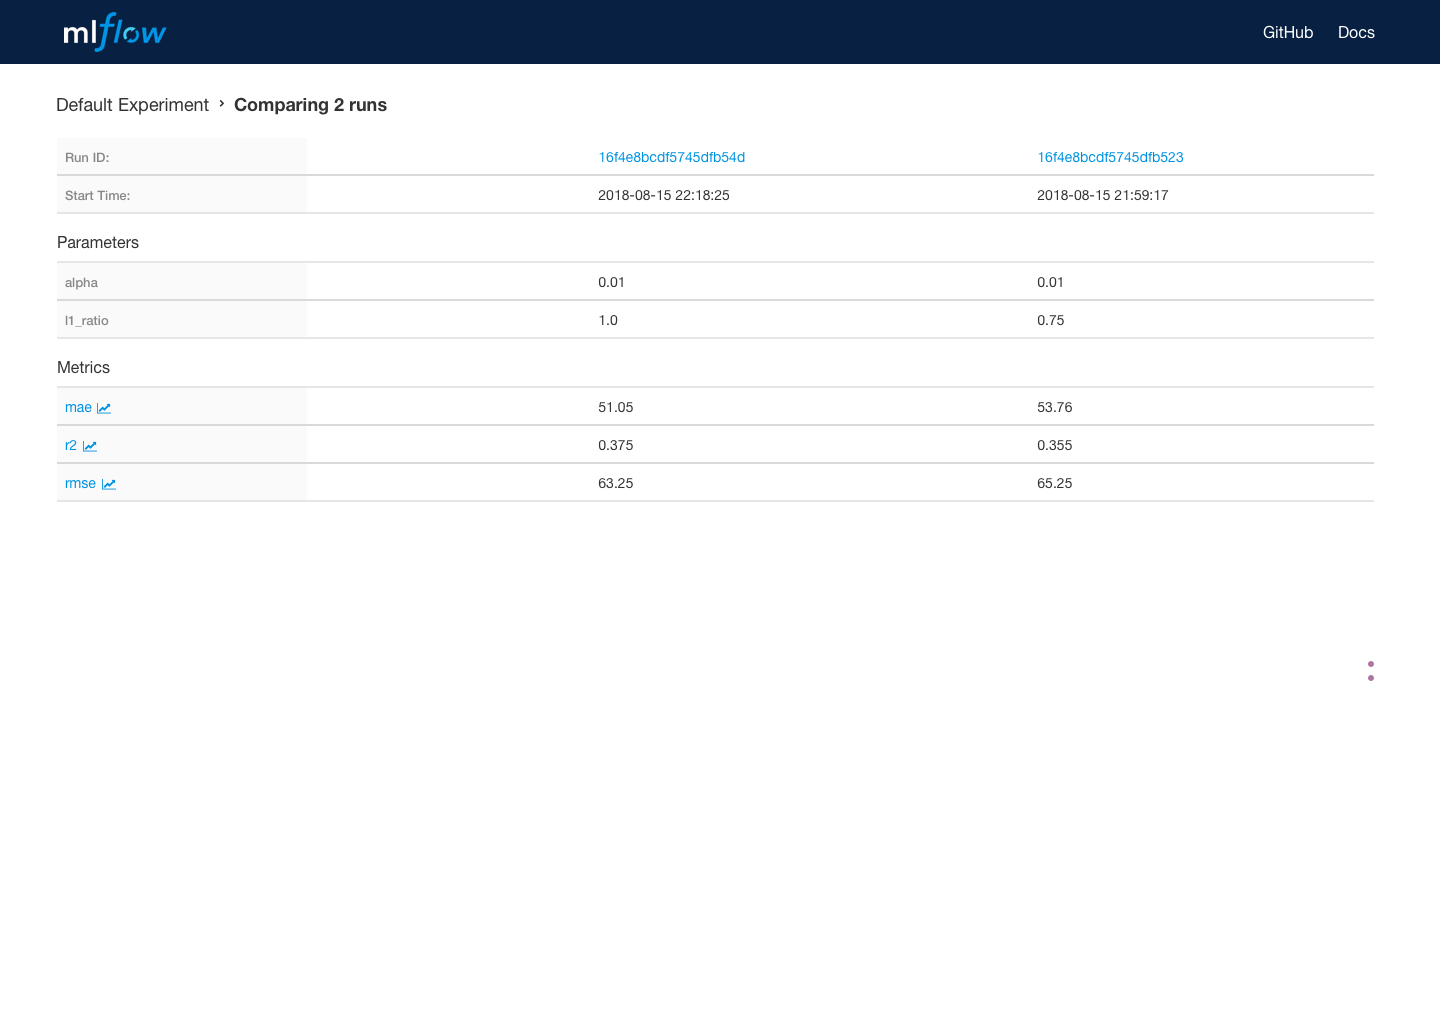 mlflow GitHub Docs
Default Experiment › Comparing 2 runs
Run ID: 16f4e8bcdf5745dfb54d 16f4e8bcdf5745dfb523
Start Time: 2018-08-15 22:18:25 2018-08-15 21:59:17
Parameters
alpha 0.01 0.01
l1_ratio 1.0 0.75
Metrics
mae 51.05 53.76
r2 0.375 0.355
rmse 63.25 65.25